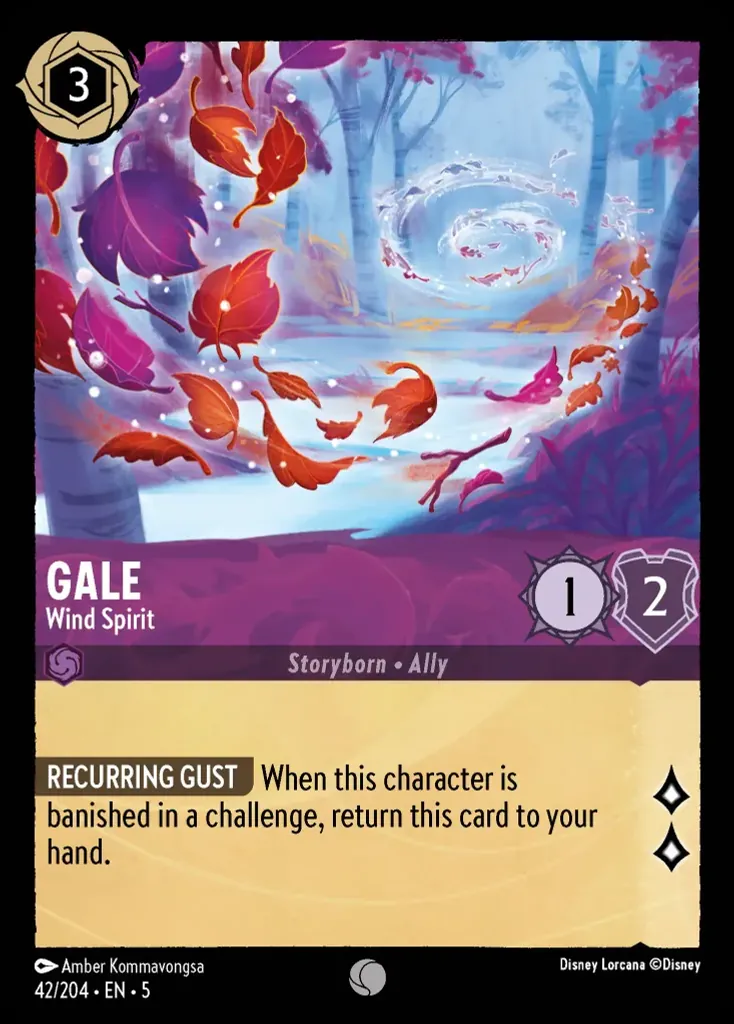 3
GALE
Wind Spirit
1
2
Storyborn • Ally
RECURRING GUST When this character is
banished in a challenge, return this card to your
hand.
Amber Kommavongsa
Disney Lorcana ©Disney
42/204 • EN • 5